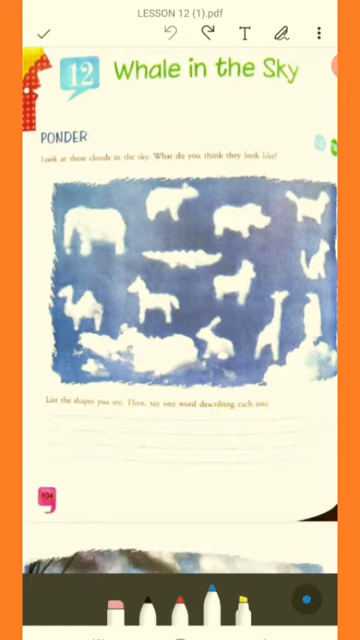 LESSON 12 (1).pdf
12 Whale in the Sky
PONDER
Look at these clouds in the sky. What do you think they look like?
List the shapes you see. Then, say one word describing each one.
104